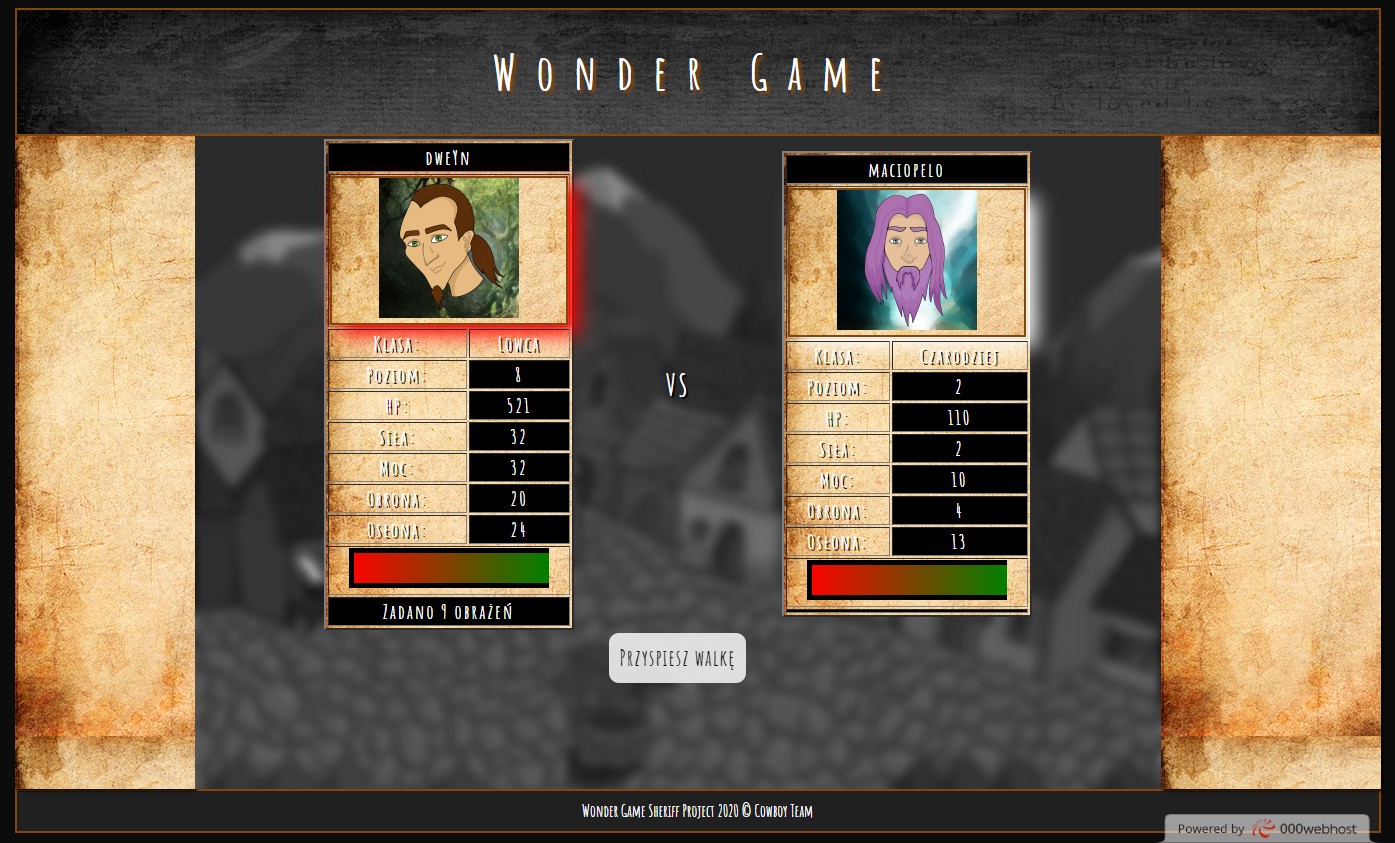 Wonder Game
dweYn
Klasa: Łowca
Poziom: 8
HP: 521
Siła: 32
Moc: 32
Obrona: 20
Osłona: 24
Zadano 9 obrażeń
VS
maciopelo
Klasa: Czarodziej
Poziom: 2
HP: 110
Siła: 2
Moc: 10
Obrona: 4
Osłona: 13
Przyspiesz walkę
Wonder Game Sheriff Project 2020 © Cowboy Team
Powered by 000webhost